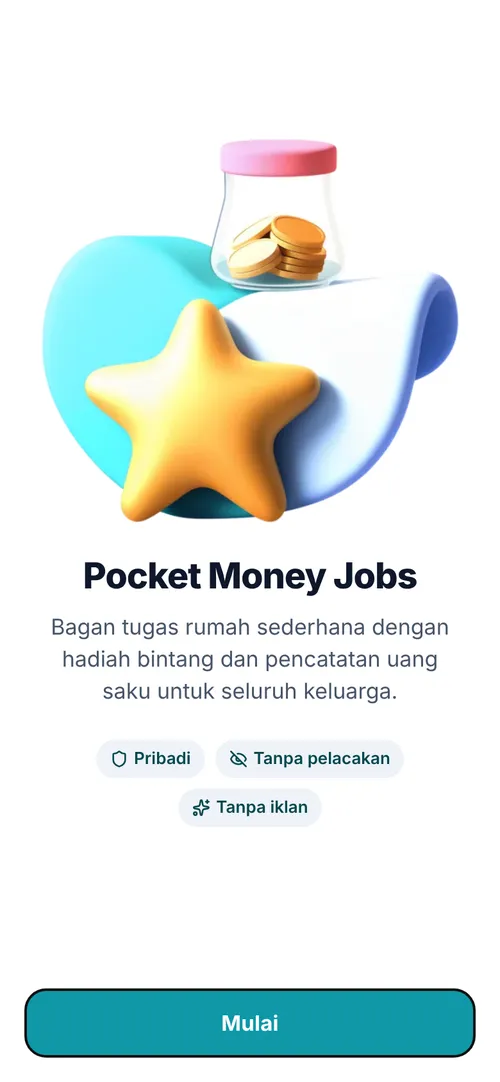 Pocket Money Jobs
Bagan tugas rumah sederhana dengan
hadiah bintang dan pencatatan uang
saku untuk seluruh keluarga.
Pribadi
Tanpa pelacakan
Tanpa iklan
Mulai